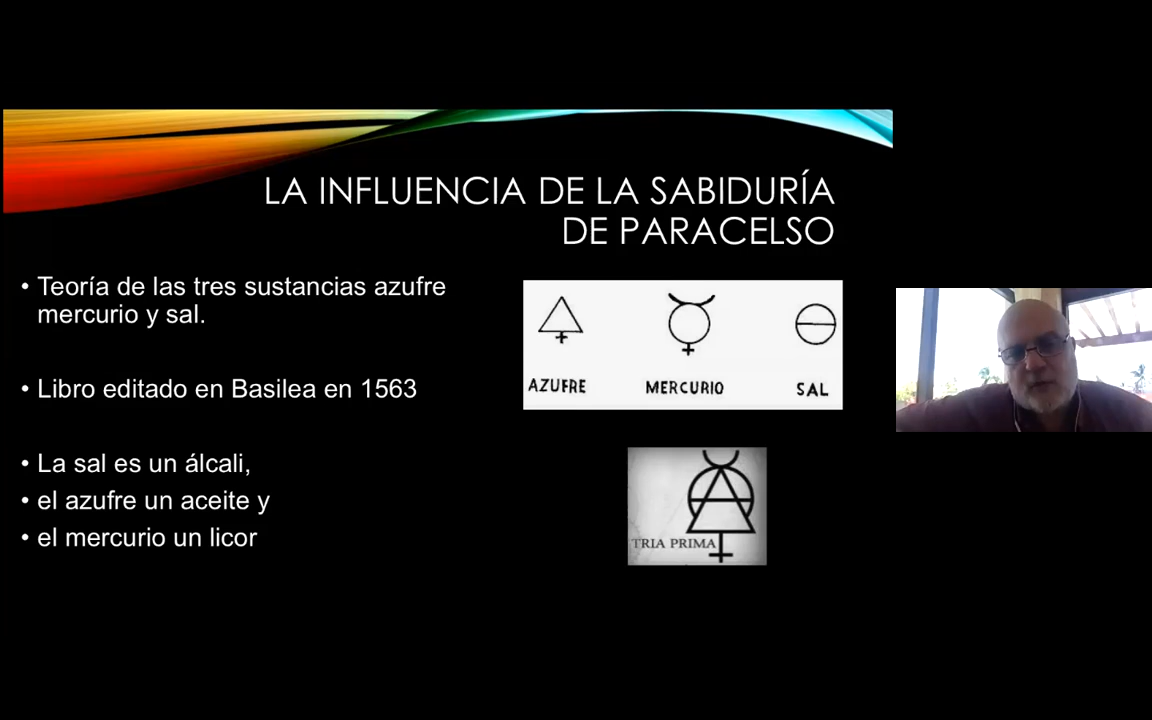 LA INFLUENCIA DE LA SABIDURÍA
DE PARACELSO
• Teoría de las tres sustancias azufre
mercurio y sal.
• Libro editado en Basilea en 1563
• La sal es un álcali,
• el azufre un aceite y
• el mercurio un licor
AZUFRE MERCURIO SAL
TRIA PRIMA